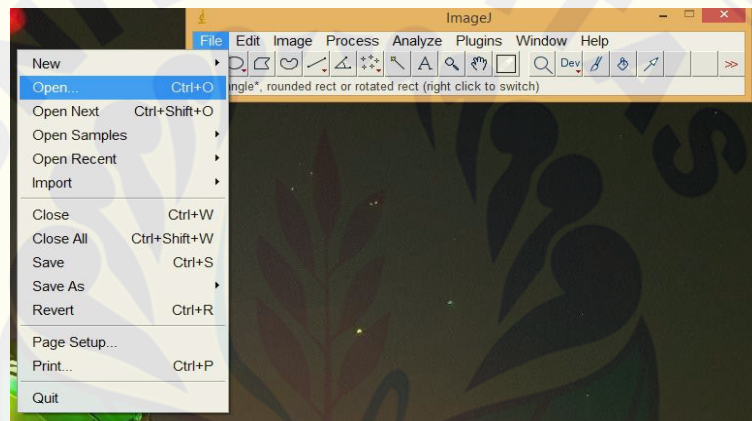 ImageJ
File Edit Image Process Analyze Plugins Window Help
A Dev >>
angle*, rounded rect or rotated rect (right click to switch)
New
Open... Ctrl+O
Open Next Ctrl+Shift+O
Open Samples
Open Recent
Import
Close Ctrl+W
Close All Ctrl+Shift+W
Save Ctrl+S
Save As
Revert Ctrl+R
Page Setup...
Print... Ctrl+P
Quit